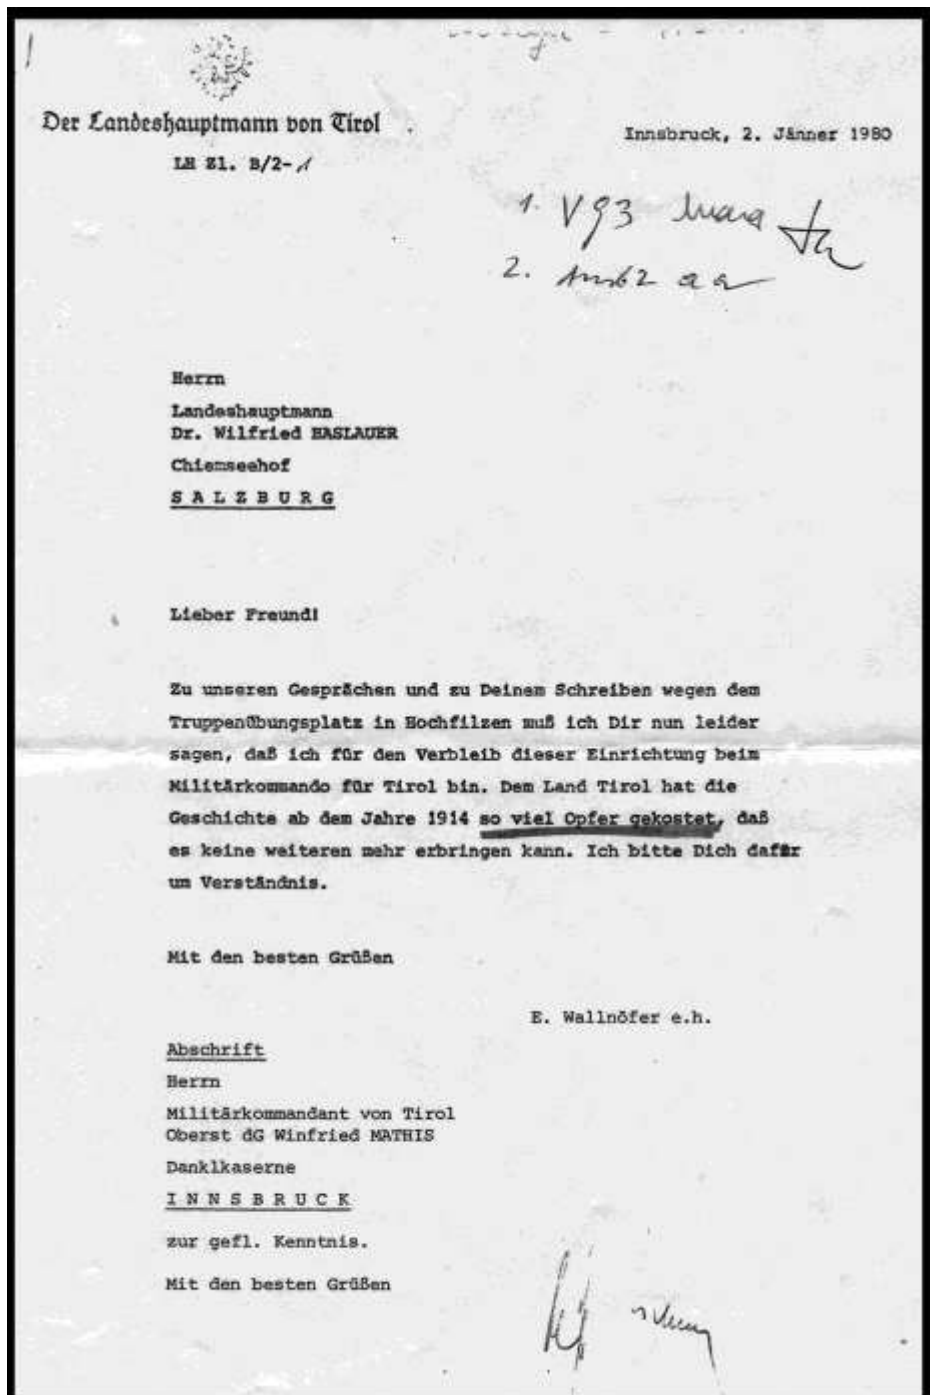 Der Landeshauptmann von Tirol
Innsbruck, 2. Jänner 1980
LH Zl. B/2-1
1.
2.
Herrn
Landeshauptmann
Dr. Wilfried HASLAUER
Chiemseehof
S A L Z B U R G
Lieber Freund!
Zu unseren Gesprächen und zu Deinem Schreiben wegen dem
Truppenübungsplatz in Hochfilzen muß ich Dir nun leider
sagen, daß ich für den Verbleib dieser Einrichtung beim
Militärkommando für Tirol bin. Dem Land Tirol hat die
Geschichte ab dem Jahre 1914 so viel Opfer gekostet, daß
es keine weiteren mehr erbringen kann. Ich bitte Dich dafür
um Verständnis.
Mit den besten Grüßen
E. Wallnöfer e.h.
Abschrift
Herrn
Militärkommandant von Tirol
Oberst dG Winfried MATHIS
Danklkaserne
I N N S B R U C K
zur gefl. Kenntnis.
Mit den besten Grüßen